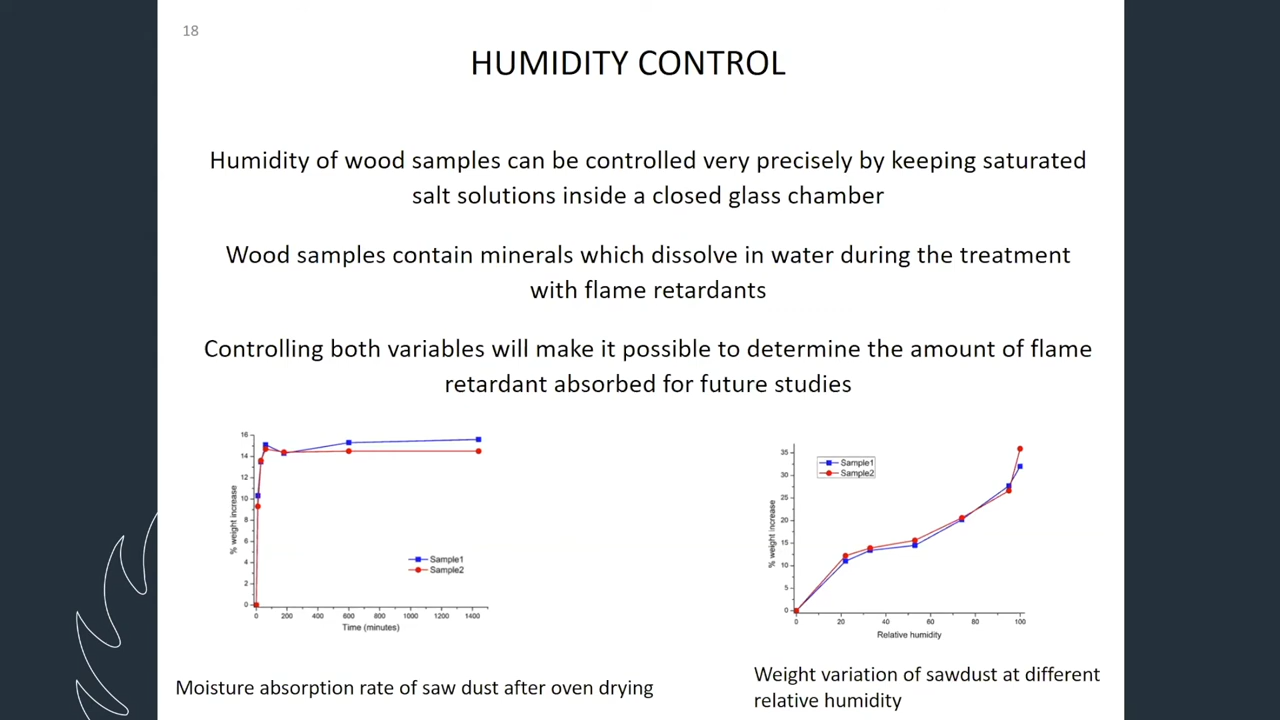 18
HUMIDITY CONTROL
Humidity of wood samples can be controlled very precisely by keeping saturated
salt solutions inside a closed glass chamber
Wood samples contain minerals which dissolve in water during the treatment
with flame retardants
Controlling both variables will make it possible to determine the amount of flame
retardant absorbed for future studies
16
14
12
10
8
6
4
2
0
% weight increase
Sample1
Sample2
0 200 400 600 800 1000 1200 1400
Time (minutes)
35
30
25
20
15
10
5
0
% weight increase
Sample1
Sample2
0 20 40 60 80 100
Relative humidity
Moisture absorption rate of saw dust after oven drying
Weight variation of sawdust at different
relative humidity